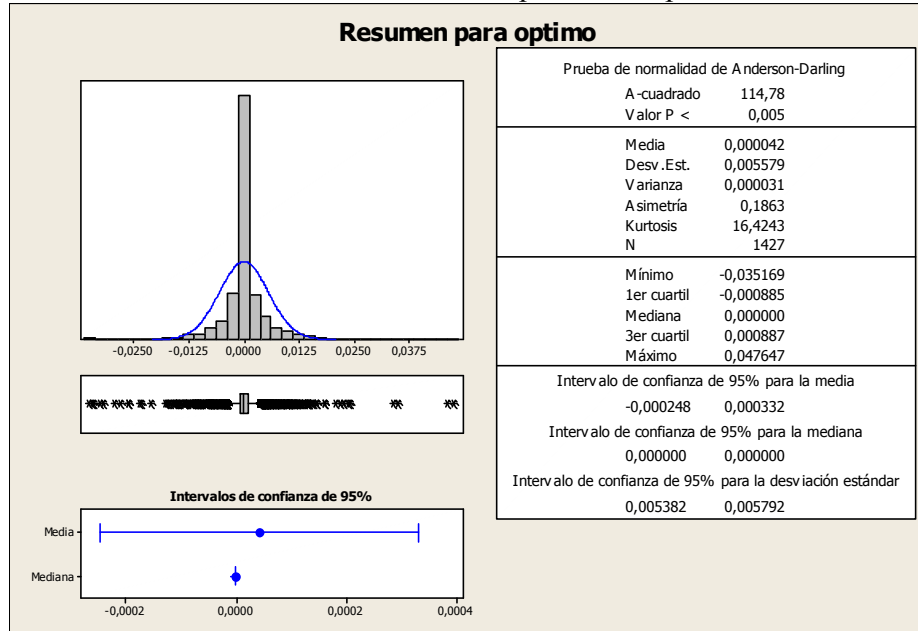 Resumen para optimo
-0,0250 -0,0125 0,0000 0,0125 0,0250 0,0375
Intervalos de confianza de 95%
Media
Mediana
-0,0002 0,0000 0,0002 0,0004
Prueba de normalidad de Anderson-Darling
A-cuadrado 114,78
Valor P < 0,005
Media 0,000042
Desv.Est. 0,005579
Varianza 0,000031
Asimetría 0,1863
Kurtosis 16,4243
N 1427
Mínimo -0,035169
1er cuartil -0,000885
Mediana 0,000000
3er cuartil 0,000887
Máximo 0,047647
Intervalo de confianza de 95% para la media
-0,000248 0,000332
Intervalo de confianza de 95% para la mediana
0,000000 0,000000
Intervalo de confianza de 95% para la desviación estándar
0,005382 0,005792